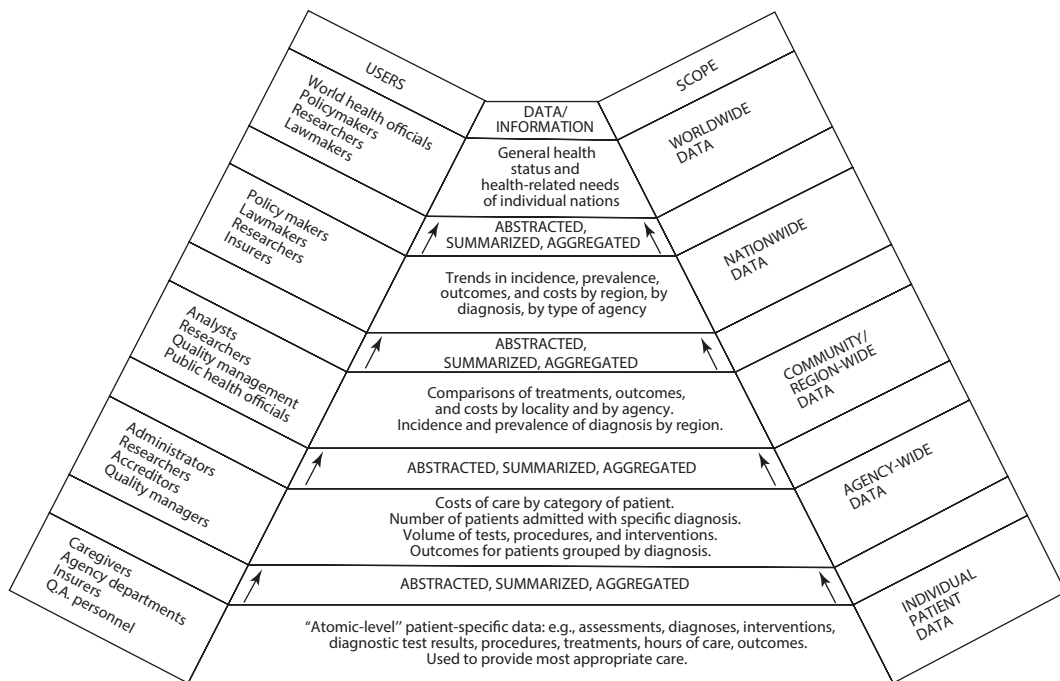 USERS
World health officials
Policymakers
Researchers
Lawmakers
Policy makers
Lawmakers
Researchers
Insurers
Analysts
Researchers
Quality management
Public health officials
Administrators
Researchers
Accreditors
Quality managers
Caregivers
Agency departments
Insurers
Q.A. personnel
DATA/
INFORMATION
General health
status and
health-related needs
of individual nations
ABSTRACTED,
SUMMARIZED, AGGREGATED
Trends in incidence, prevalence,
outcomes, and costs by region, by
diagnosis, by type of agency
ABSTRACTED,
SUMMARIZED, AGGREGATED
Comparisons of treatments, outcomes,
and costs by locality and by agency.
Incidence and prevalence of diagnosis by region.
ABSTRACTED, SUMMARIZED, AGGREGATED
Costs of care by category of patient.
Number of patients admitted with specific diagnosis.
Volume of tests, procedures, and interventions.
Outcomes for patients grouped by diagnosis.
ABSTRACTED, SUMMARIZED, AGGREGATED
“Atomic-level” patient-specific data: e.g., assessments, diagnoses, interventions,
diagnostic test results, procedures, treatments, hours of care, outcomes.
Used to provide most appropriate care.
SCOPE
WORLDWIDE
DATA
NATIONWIDE
DATA
COMMUNITY/
REGION-WIDE
DATA
AGENCY-WIDE
DATA
INDIVIDUAL
PATIENT
DATA